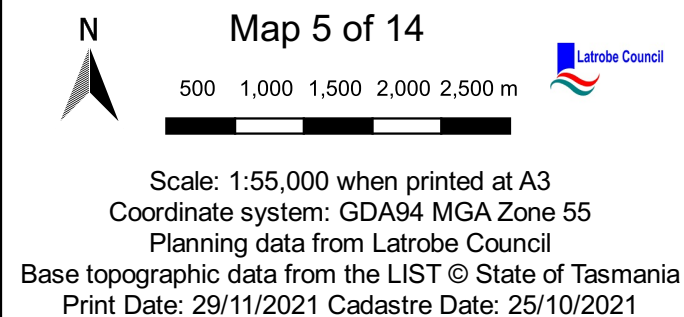 N
Map 5 of 14
Latrobe Council
500 1,000 1,500 2,000 2,500 m
Scale: 1:55,000 when printed at A3
Coordinate system: GDA94 MGA Zone 55
Planning data from Latrobe Council
Base topographic data from the LIST © State of Tasmania
Print Date: 29/11/2021 Cadastre Date: 25/10/2021